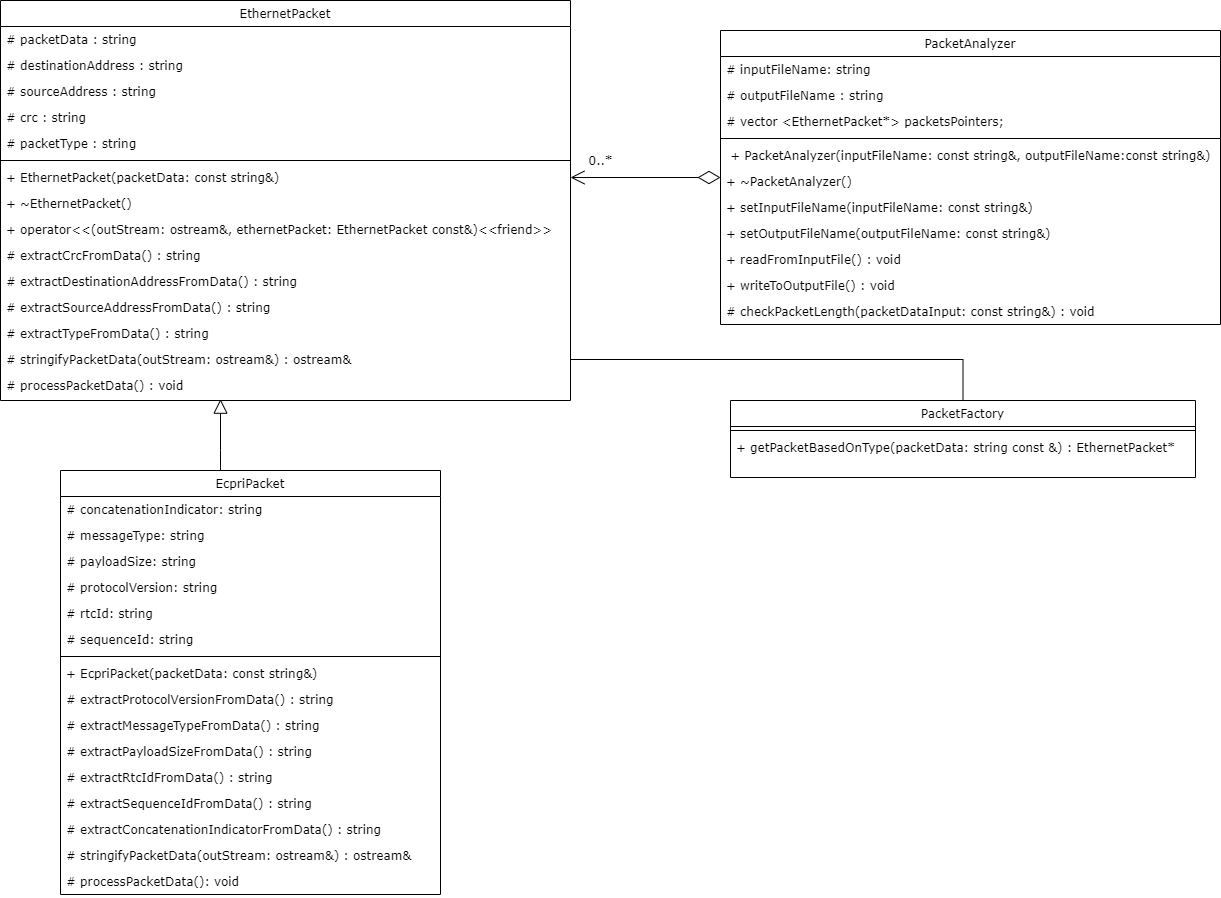 EthernetPacket
# packetData : string
# destinationAddress : string
# sourceAddress : string
# crc : string
# packetType : string
+ EthernetPacket(packetData: const string&)
+ ~EthernetPacket()
+ operator<<(outStream: ostream&, ethernetPacket: EthernetPacket const&)<<friend>>
# extractCrcFromData() : string
# extractDestinationAddressFromData() : string
# extractSourceAddressFromData() : string
# extractTypeFromData() : string
# stringifyPacketData(outStream: ostream&) : ostream&
# processPacketData() : void
0..*
PacketAnalyzer
# inputFileName: string
# outputFileName : string
# vector <EthernetPacket*> packetsPointers;
+ PacketAnalyzer(inputFileName: const string&, outputFileName:const string&)
+ ~PacketAnalyzer()
+ setInputFileName(inputFileName: const string&)
+ setOutputFileName(outputFileName: const string&)
+ readFromInputFile() : void
+ writeToOutputFile() : void
# checkPacketLength(packetDataInput: const string&) : void
PacketFactory
+ getPacketBasedOnType(packetData: string const &) : EthernetPacket*
EcpriPacket
# concatenationIndicator: string
# messageType: string
# payloadSize: string
# protocolVersion: string
# rtcId: string
# sequenceId: string
+ EcpriPacket(packetData: const string&)
# extractProtocolVersionFromData() : string
# extractMessageTypeFromData() : string
# extractPayloadSizeFromData() : string
# extractRtcIdFromData() : string
# extractSequenceIdFromData() : string
# extractConcatenationIndicatorFromData() : string
# stringifyPacketData(outStream: ostream&) : ostream&
# processPacketData(): void